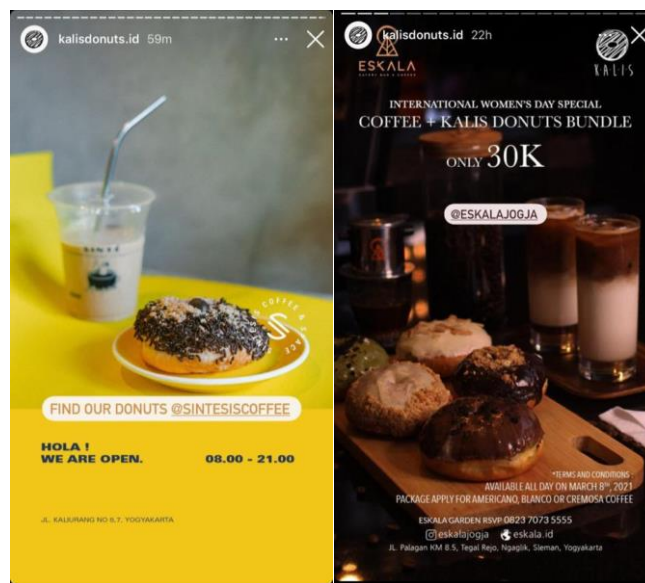 kalisdonuts.id 59m
SINTÉ
COFFEE &
FIND OUR DONUTS @SINTESISCOFFEE
HOLA !
WE ARE OPEN.
08.00 - 21.00
JL. KALIURANG NO 6.7, YOGYAKARTA
kalisdonuts.id 22h
ESKALA
KALIS
INTERNATIONAL WOMEN'S DAY SPECIAL
COFFEE + KALIS DONUTS BUNDLE
ONLY 30K
@ESKALAJOGJA
*TERMS AND CONDITIONS :
AVAILABLE ALL DAY ON MARCH 8th, 2021
PACKAGE APPLY FOR AMERICANO, BLANCO OR CREMOSA COFFEE
ESKALA GARDEN RSVP 0823 7073 5555
eskalajogja eskala.id
JL. Palagan KM 8.5, Tegal Rejo, Ngaglik, Sleman, Yogyakarta